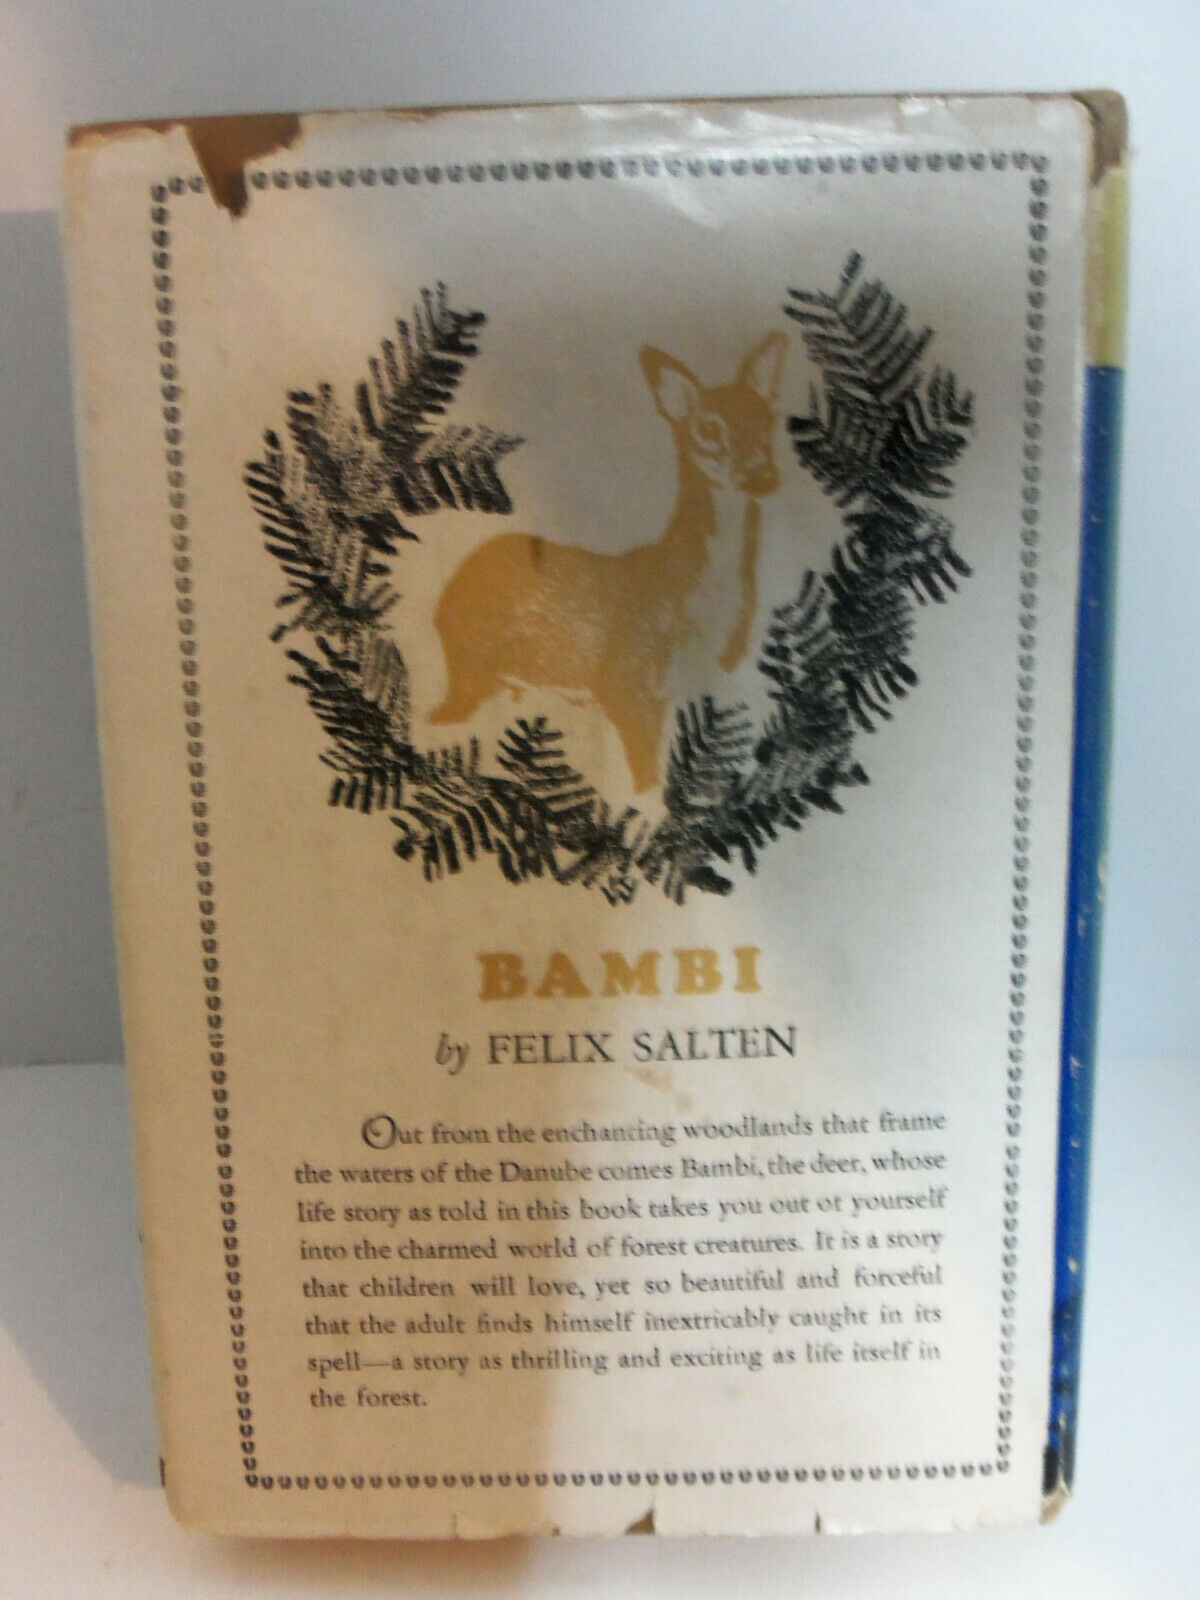 BAMBI
by FELIX SALTEN
Out from the enchanting woodlands that frame
the waters of the Danube comes Bambi, the deer, whose
life story as told in this book takes you out of yourself
into the charmed world of forest creatures. It is a story
that children will love, yet so beautiful and forceful
that the adult finds himself inextricably caught in its
spell—a story as thrilling and exciting as life itself in
the forest.